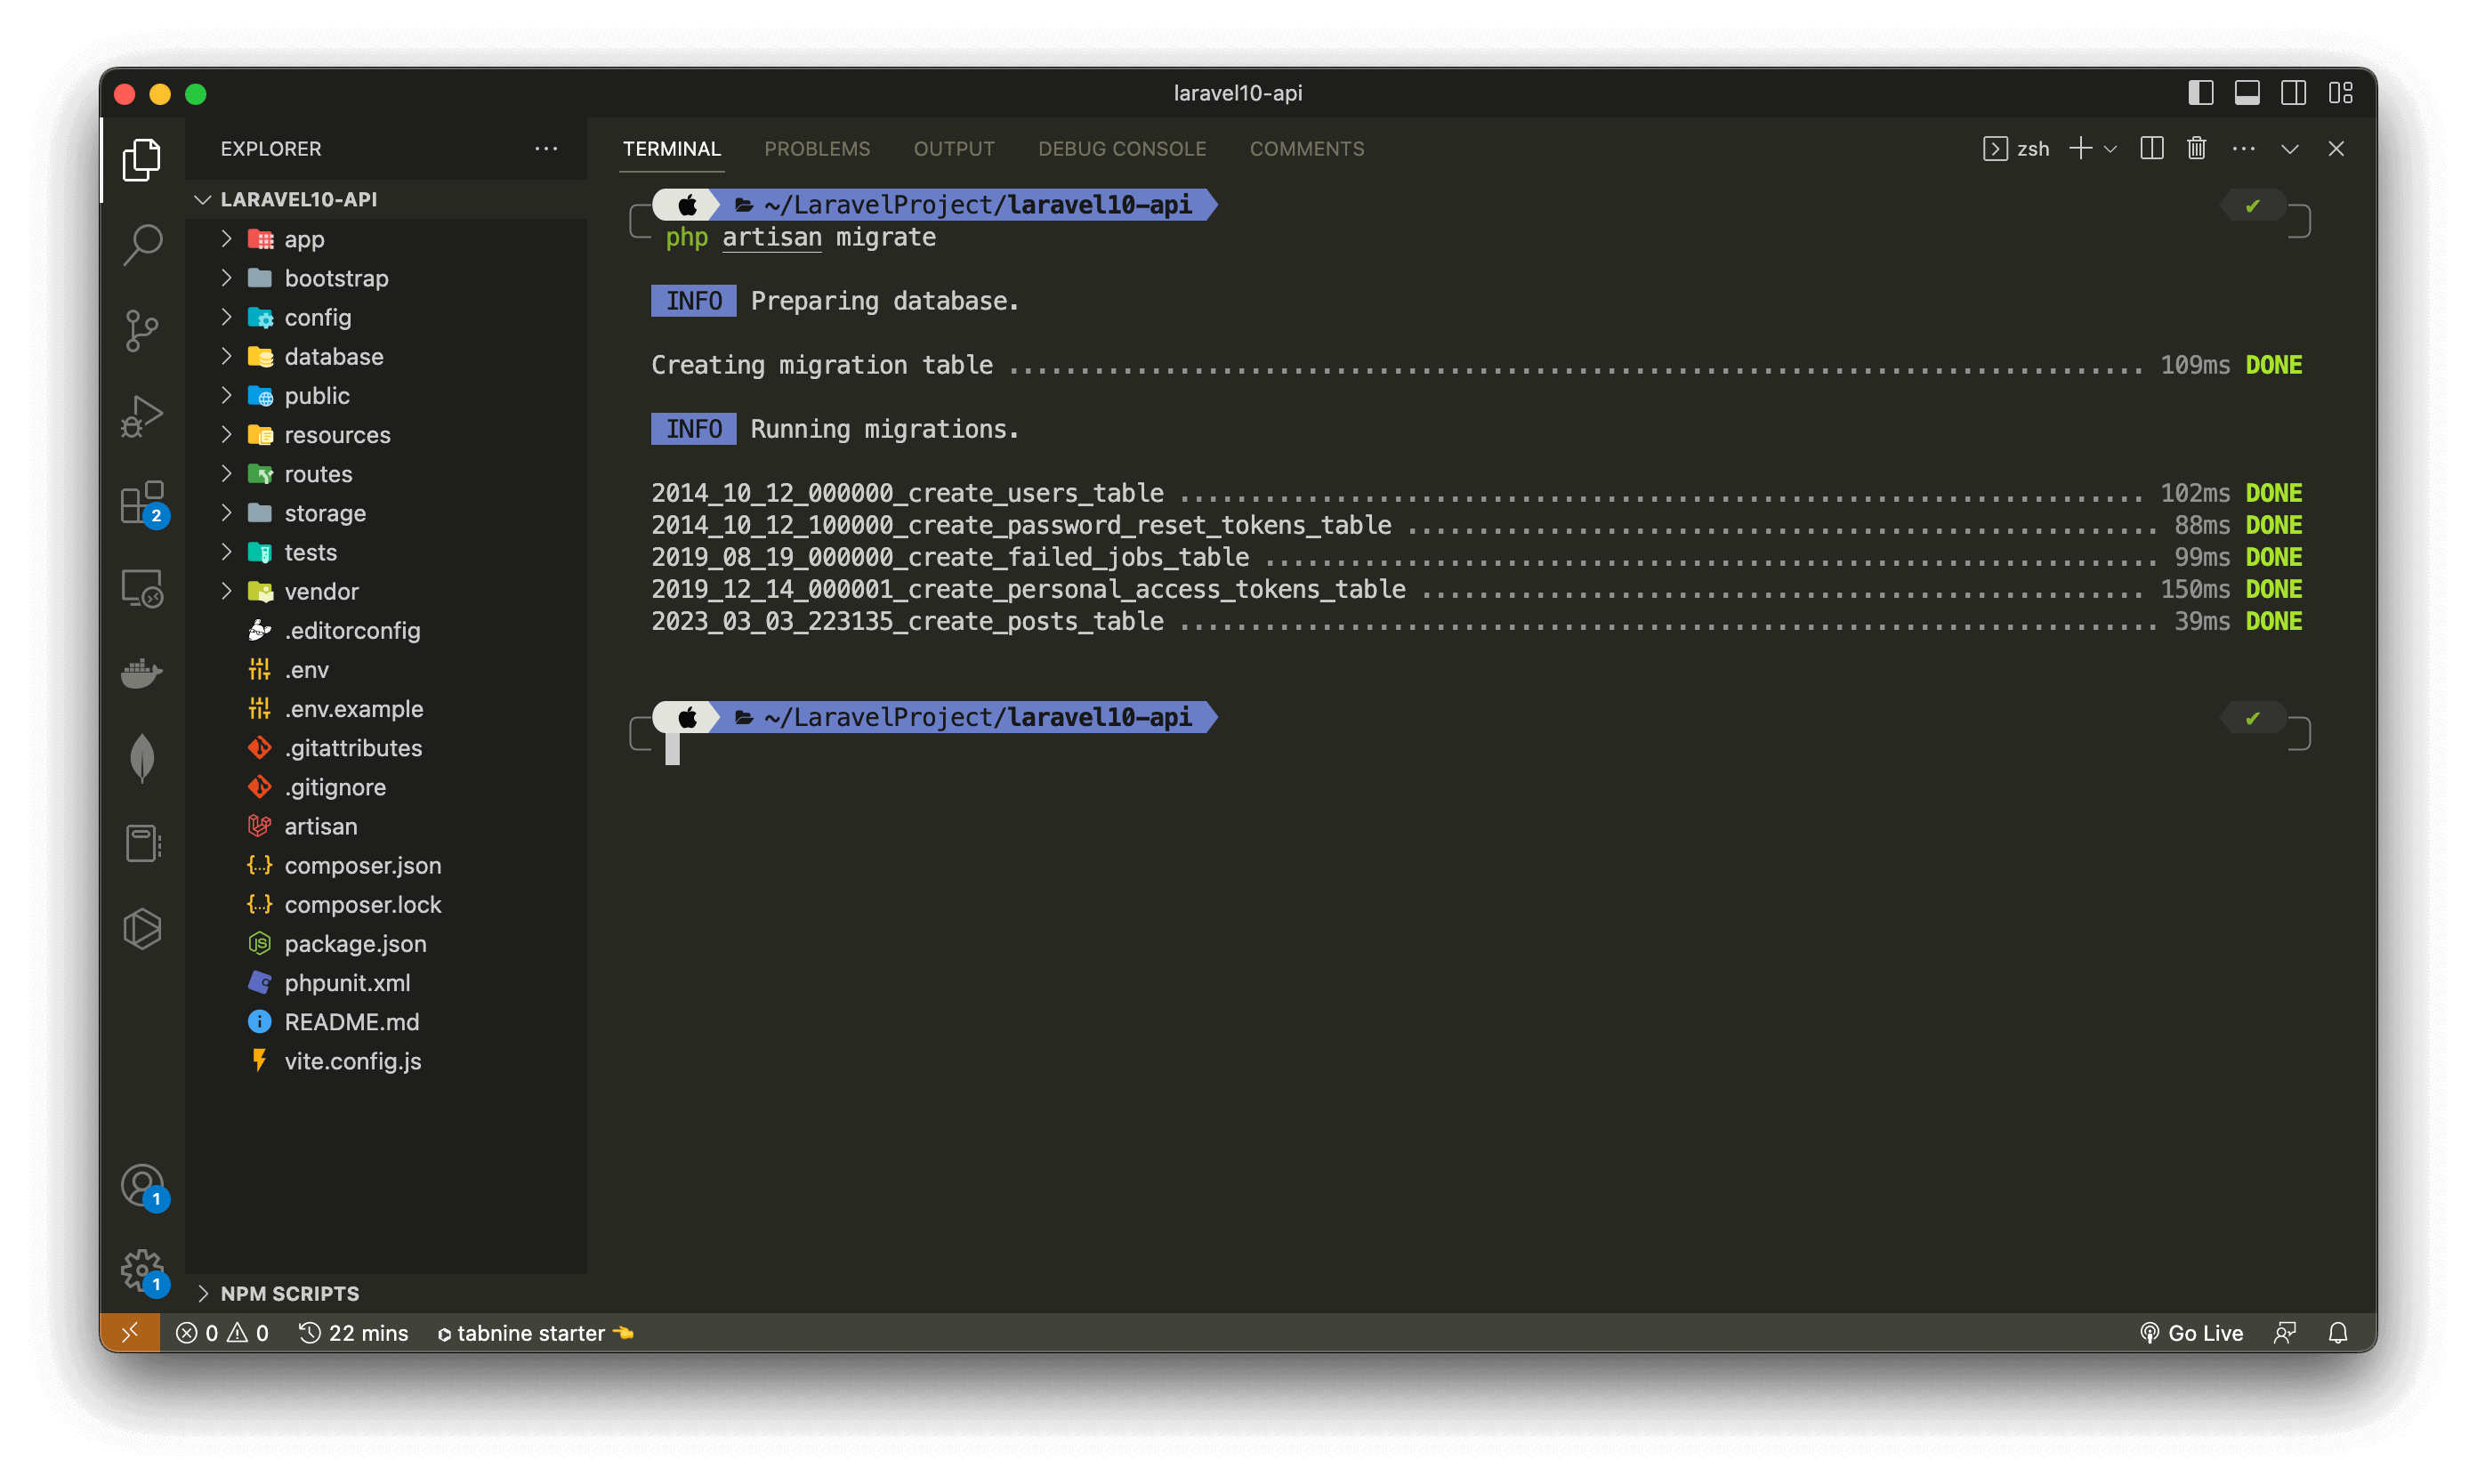 laravel10-api
EXPLORER
LARAVEL10-API
app
bootstrap
config
database
public
resources
routes
storage
tests
vendor
.editorconfig
.env
.env.example
.gitattributes
.gitignore
artisan
composer.json
composer.lock
package.json
phpunit.xml
README.md
vite.config.js
NPM SCRIPTS
2
1
1
TERMINAL PROBLEMS OUTPUT DEBUG CONSOLE COMMENTS zsh
~/LaravelProject/laravel10-api
php artisan migrate
INFO Preparing database.
Creating migration table ................................................................................ 109ms DONE
INFO Running migrations.
2014_10_12_000000_create_users_table .................................................................... 102ms DONE
2014_10_12_100000_create_password_reset_tokens_table ..................................................... 88ms DONE
2019_08_19_000000_create_failed_jobs_table ............................................................... 99ms DONE
2019_12_14_000001_create_personal_access_tokens_table ................................................... 150ms DONE
2023_03_03_223135_create_posts_table ..................................................................... 39ms DONE
~/LaravelProject/laravel10-api
0 0 22 mins tabnine starter Go Live